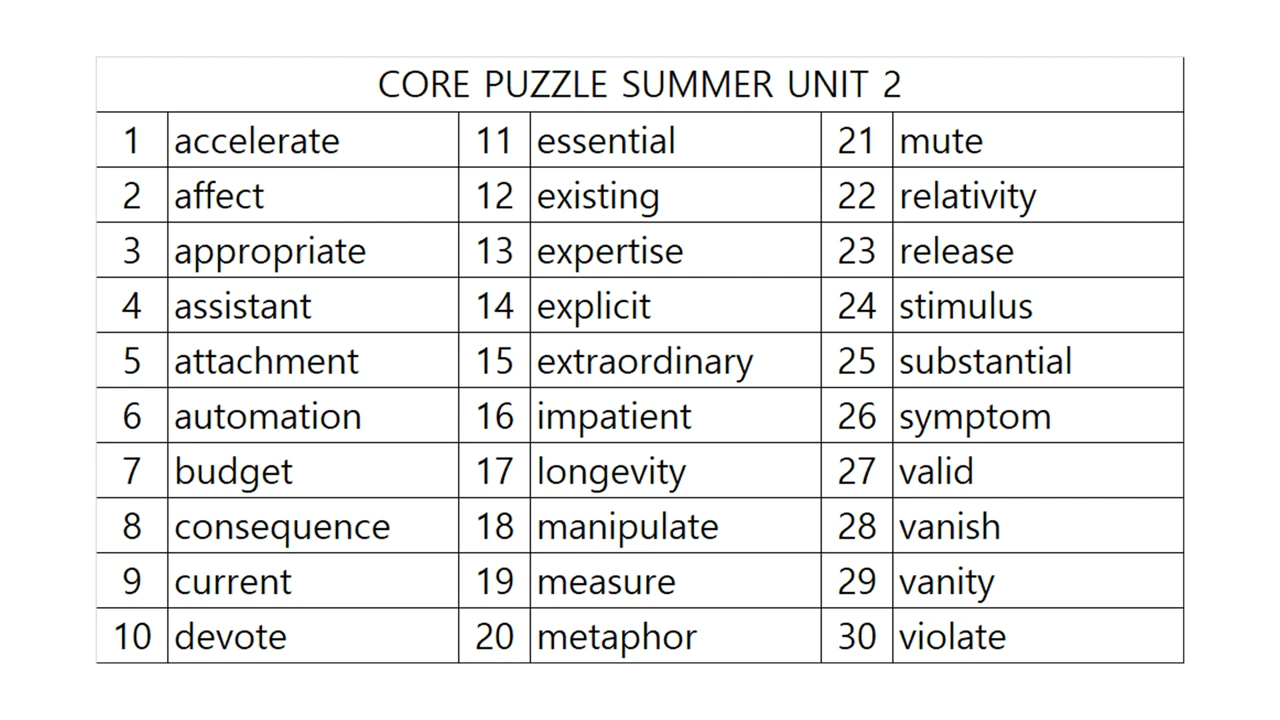 CORE PUZZLE SUMMER UNIT 2
1 accelerate 11 essential 21 mute
2 affect 12 existing 22 relativity
3 appropriate 13 expertise 23 release
4 assistant 14 explicit 24 stimulus
5 attachment 15 extraordinary 25 substantial
6 automation 16 impatient 26 symptom
7 budget 17 longevity 27 valid
8 consequence 18 manipulate 28 vanish
9 current 19 measure 29 vanity
10 devote 20 metaphor 30 violate